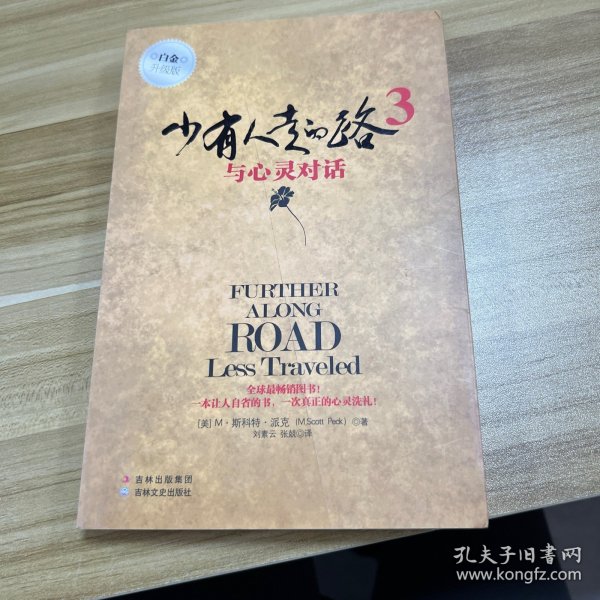 白金
升级版
少有人走的路3
与心灵对话
FURTHER
ALONG
ROAD
Less Traveled
全球最畅销图书!
一本让人自省的书,一次真正的心灵洗礼!
[美] M·斯科特·派克 (M.Scott Peck) ◎著
刘素云 张兢◎译
吉林出版集团
吉林文史出版社
孔夫子旧书网
www.kongfz.com